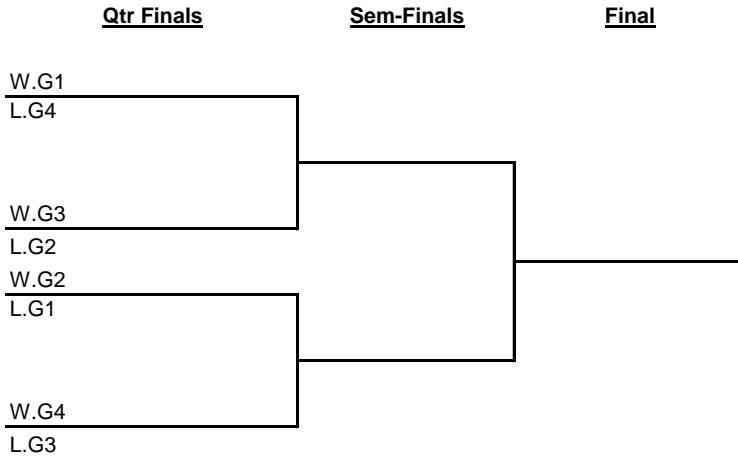 Qtr Finals Sem-Finals Final
W.G1
L.G4
W.G3
L.G2
W.G2
L.G1
W.G4
L.G3